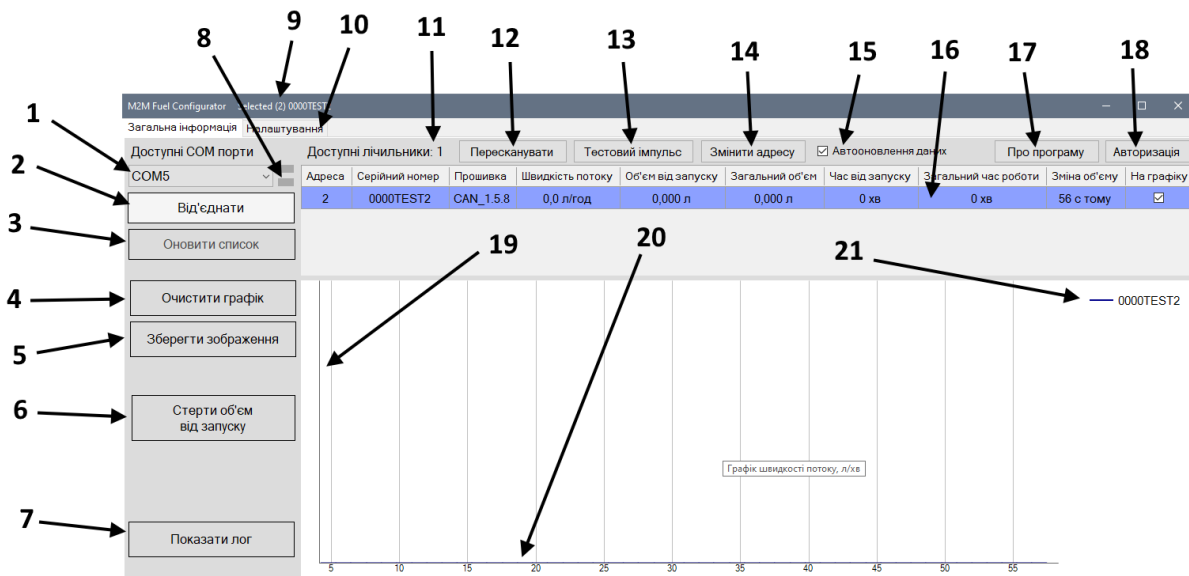 8 9 10 11 12 13 14 15 16 17 18
M2M Fuel Configurator Selected (2) 0000TEST2
1
Загальна інформація Налаштування
Доступні COM порти
Доступні лічильники: 1 Пересканувати Тестовий імпульс Змінити адресу Автооновлення даних Про програму Авторизація
COM5
Адреса Серійний номер Прошивка Швидкість потоку Об'єм від запуску Загальний об'єм Час від запуску Загальний час роботи Зміна об'єму На графіку
2 0000TEST2 CAN_1.5.8 0,0 л/год 0,000 л 0,000 л 0 хв 0 хв 56 с тому
2
Від'єднати
3
Оновити список
19 20 21
4
Очистити графік
0000TEST2
5
Зберегти зображення
6
Стерти об'єм
від запуску
Графік швидкості потоку, л/хв
7
Показати лог
5 10 15 20 25 30 35 40 45 50 55